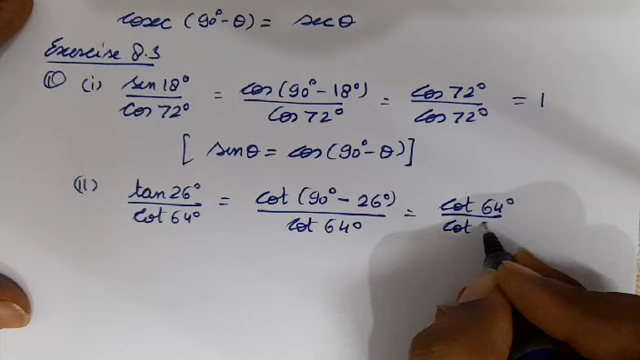 cosec (90° - θ) = sec θ
Exercise 8.3
1) (i) sin 18° / cos 72° = cos (90° - 18°) / cos 72° = cos 72° / cos 72° = 1
[ sin θ = cos (90° - θ) ]
(ii) tan 26° / cot 64° = cot (90° - 26°) / cot 64° = cot 64° / cot